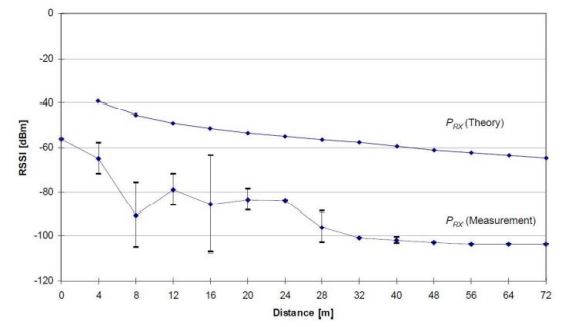 0
-20
-40
-60
-80
-100
-120
RSSI [dBm]
P_RX (Theory)
P_RX (Measurement)
0 4 8 12 16 20 24 28 32 36 40 48 56 64 72
Distance [m]